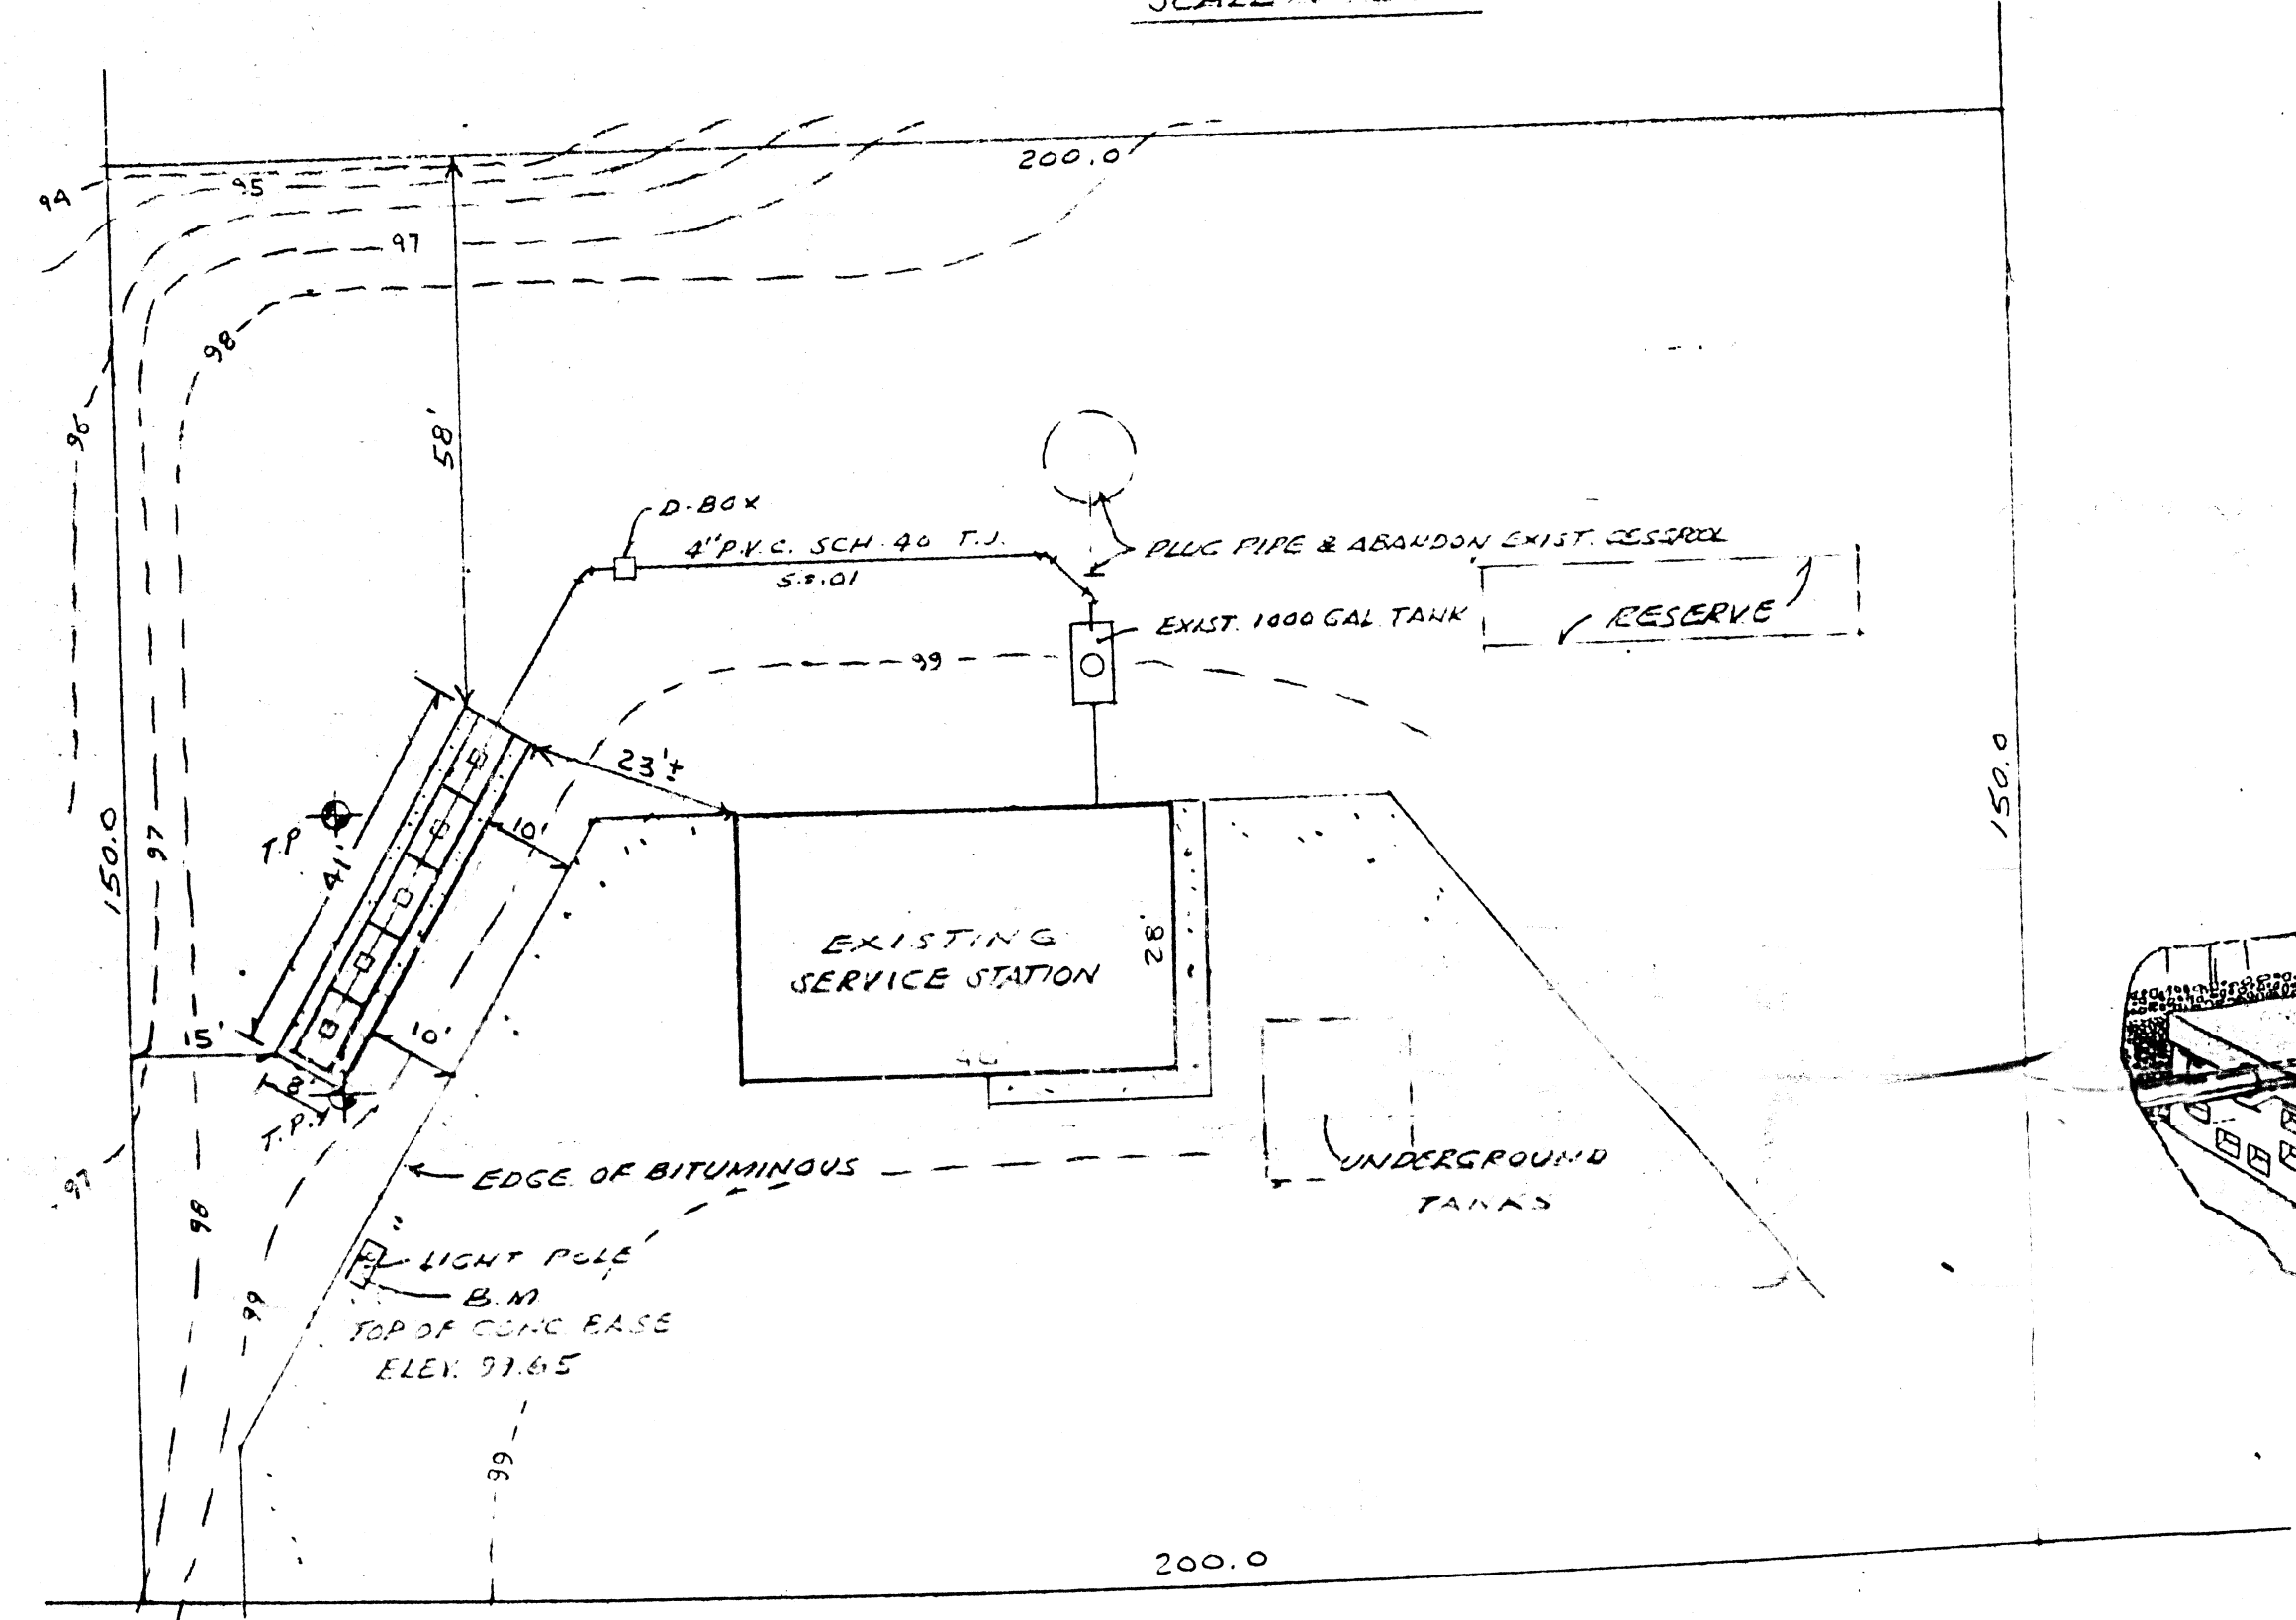 SCALE
200.0
94
95
97
98
96
58'
D-BOX
4" P.V.C. SCH. 40 T.J.
S=.01
PLUG PIPE & ABANDON EXIST. CESSPOOL
EXIST. 1000 GAL TANK
RESERVE
99
23'±
150.0
150.0
97
T.P
41'
10'
EXISTING
SERVICE STATION
28'
15'
10'
8'
T.P.
97
98
EDGE OF BITUMINOUS
UNDERGROUND
TANKS
LIGHT POLE
B.M.
TOP OF CONC BASE
99
99
200.0